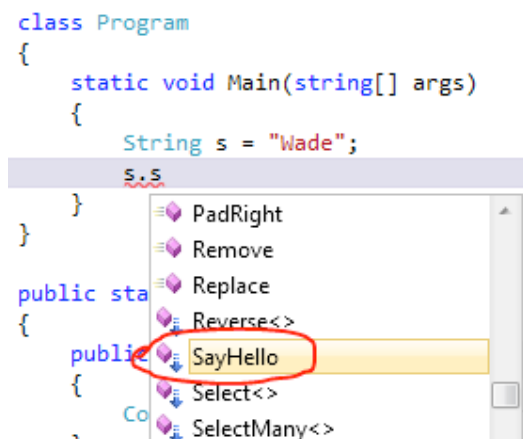 class Program
{
static void Main(string[] args)
{
String s = "Wade";
s.s
}
PadRight
}
Remove
Replace
public sta
Reverse<>
{
public
SayHello
{
Select<>
Co
SelectMany<>